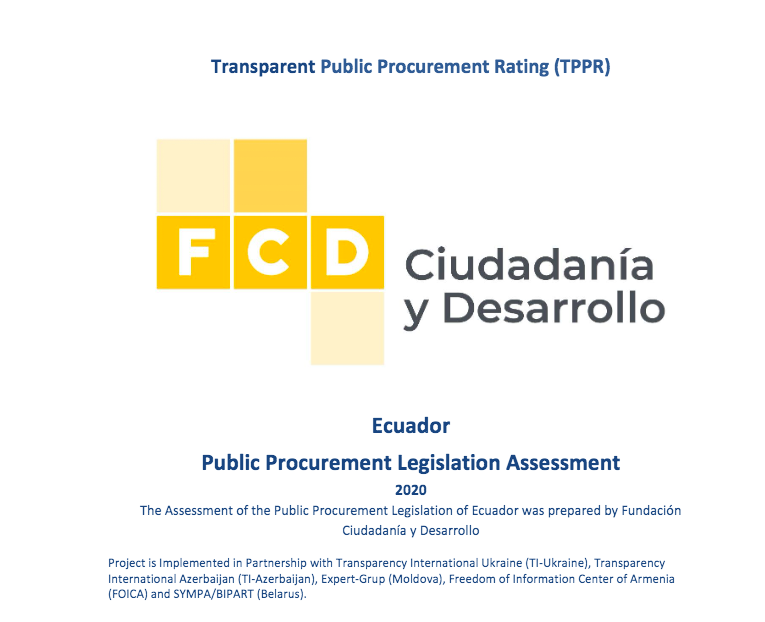 Transparent Public Procurement Rating (TPPR)
FCD
Ciudadanía
y Desarrollo
Ecuador
Public Procurement Legislation Assessment
2020
The Assessment of the Public Procurement Legislation of Ecuador was prepared by Fundación
Ciudadanía y Desarrollo
Project is Implemented in Partnership with Transparency International Ukraine (TI-Ukraine), Transparency
International Azerbaijan (TI-Azerbaijan), Expert-Grup (Moldova), Freedom of Information Center of Armenia
(FOICA) and SYMPA/BIPART (Belarus).